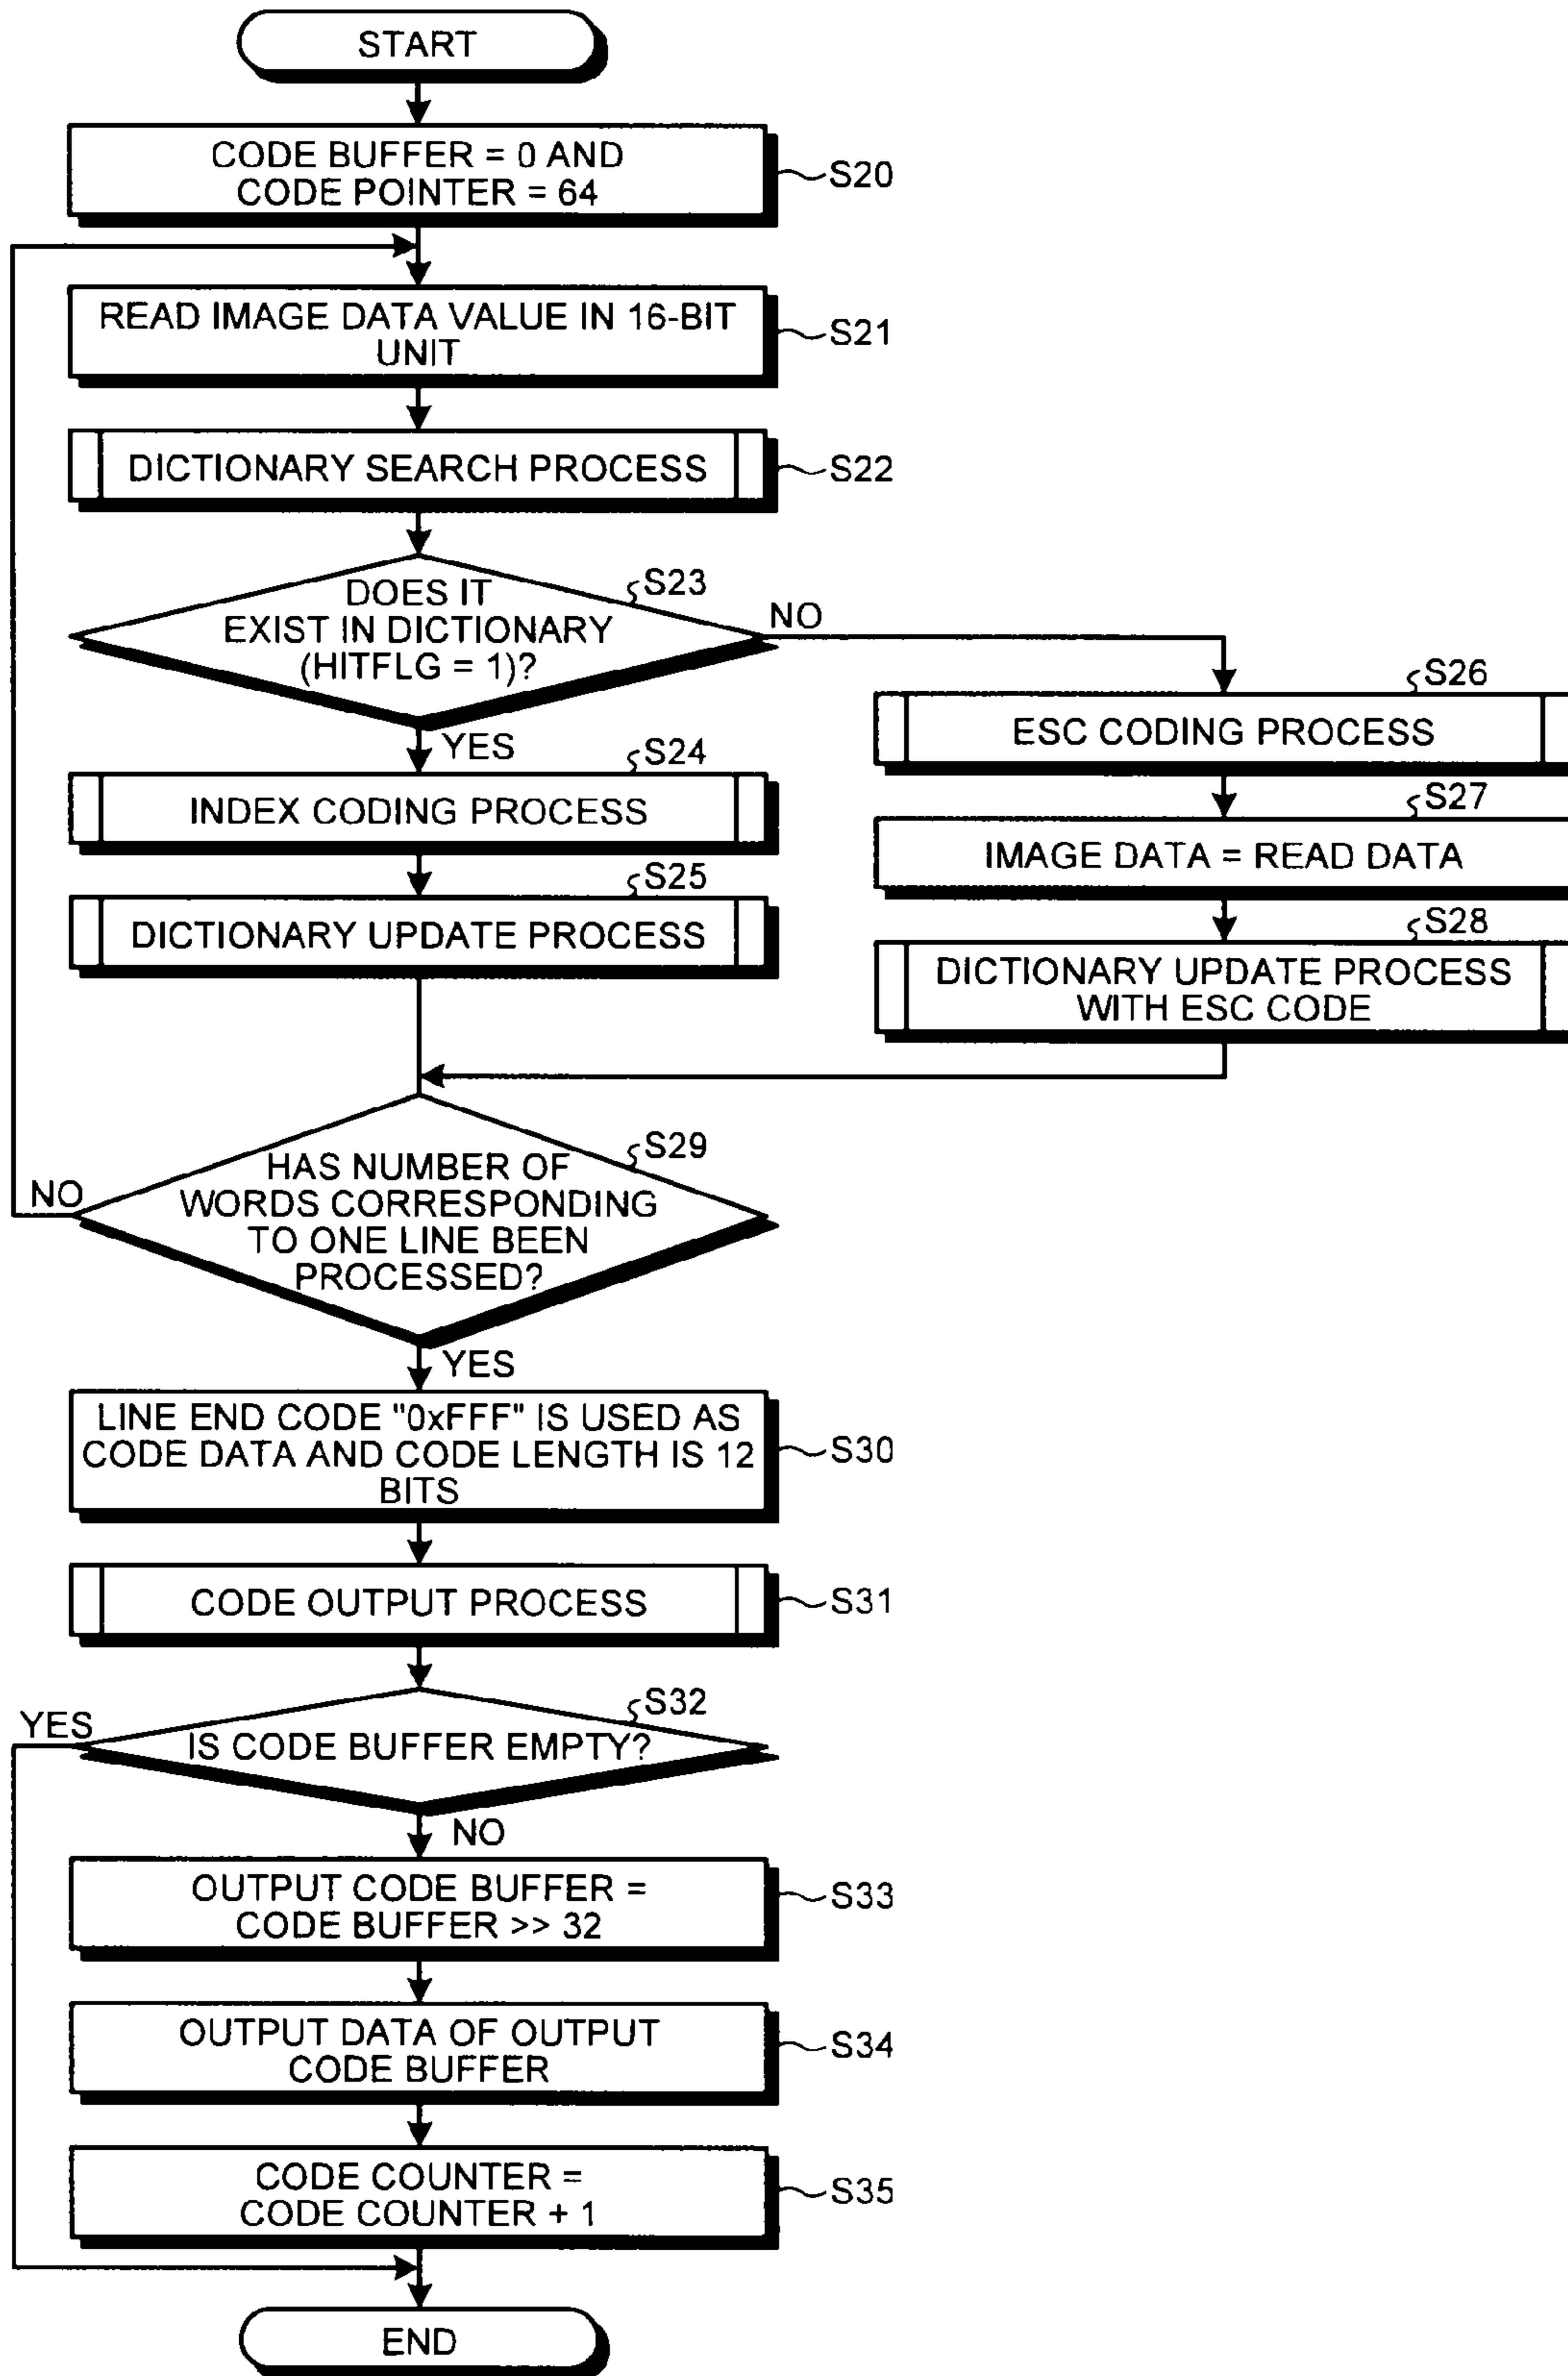 START
CODE BUFFER = 0 AND
CODE POINTER = 64
S20
READ IMAGE DATA VALUE IN 16-BIT
UNIT
S21
DICTIONARY SEARCH PROCESS
S22
DOES IT
EXIST IN DICTIONARY
(HITFLG = 1)?
S23
NO
YES
S24
INDEX CODING PROCESS
S25
DICTIONARY UPDATE PROCESS
S26
ESC CODING PROCESS
S27
IMAGE DATA = READ DATA
S28
DICTIONARY UPDATE PROCESS
WITH ESC CODE
S29
HAS NUMBER OF
WORDS CORRESPONDING
TO ONE LINE BEEN
PROCESSED?
NO
YES
LINE END CODE "0xFFF" IS USED AS
CODE DATA AND CODE LENGTH IS 12
BITS
S30
CODE OUTPUT PROCESS
S31
S32
IS CODE BUFFER EMPTY?
YES
NO
OUTPUT CODE BUFFER =
CODE BUFFER >> 32
S33
OUTPUT DATA OF OUTPUT
CODE BUFFER
S34
CODE COUNTER =
CODE COUNTER + 1
S35
END